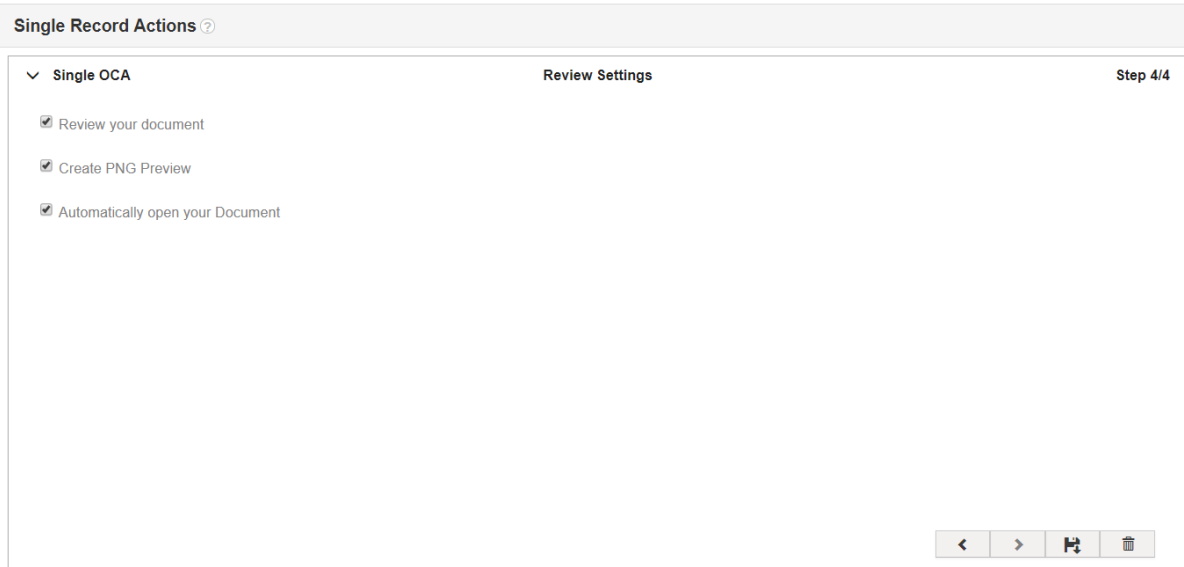 Single Record Actions ?
Single OCA Review Settings Step 4/4
Review your document
Create PNG Preview
Automatically open your Document